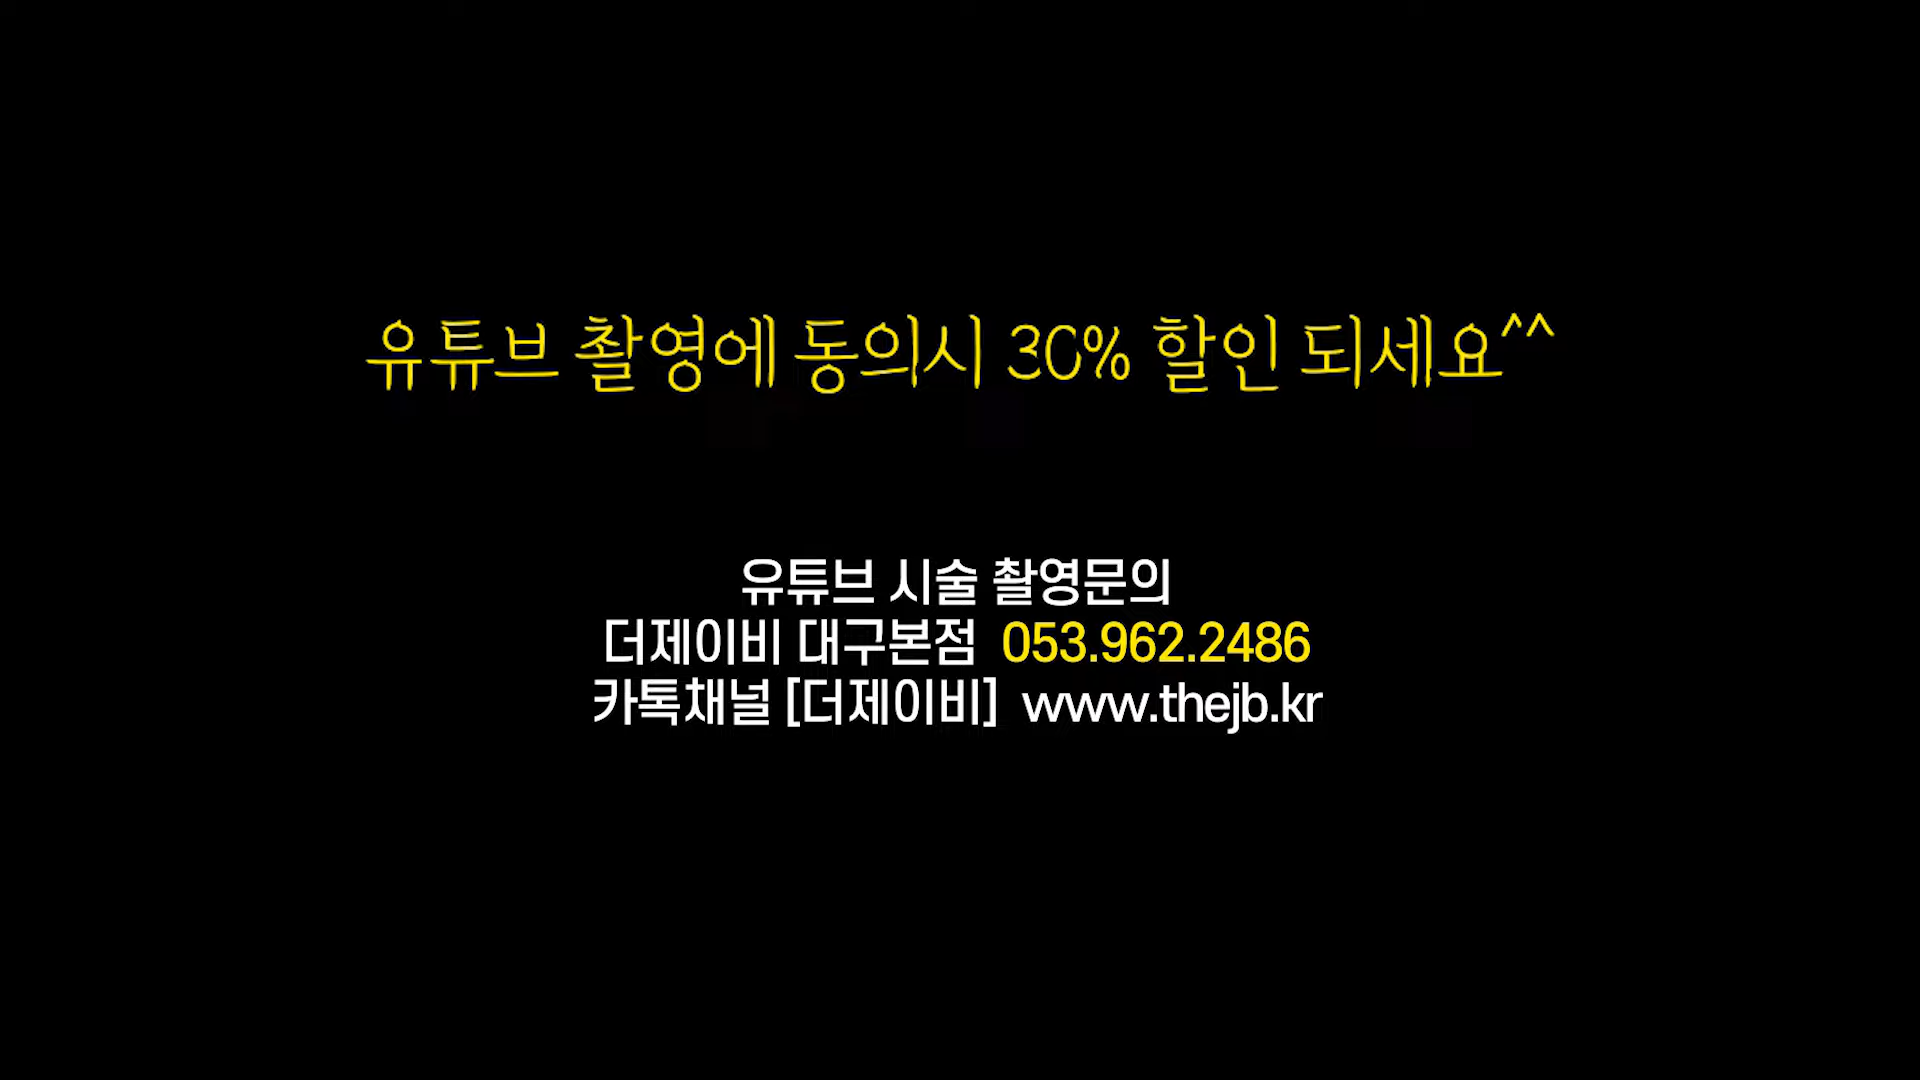 유튜브 촬영에 동의시 30% 할인 되세요^^
유튜브 시술 촬영문의
더제이비 대구본점 053.962.2486
카톡채널 [더제이비] www.thejb.kr